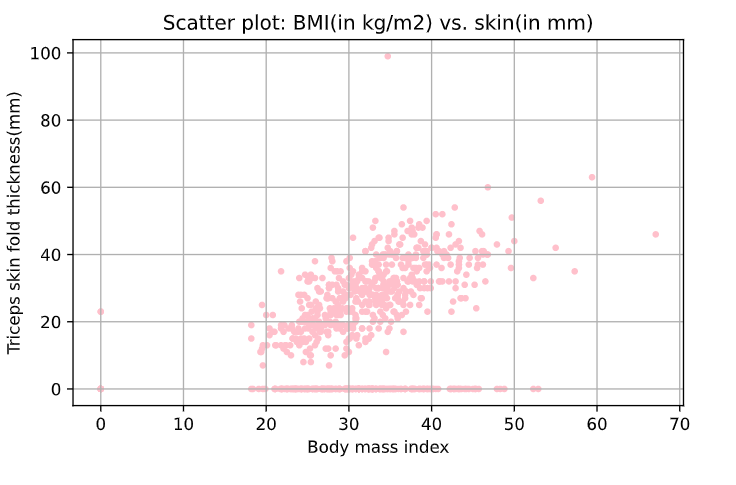 Scatter plot: BMI(in kg/m2) vs. skin(in mm)
Triceps skin fold thickness(mm)
100
80
60
40
20
0
0 10 20 30 40 50 60 70
Body mass index